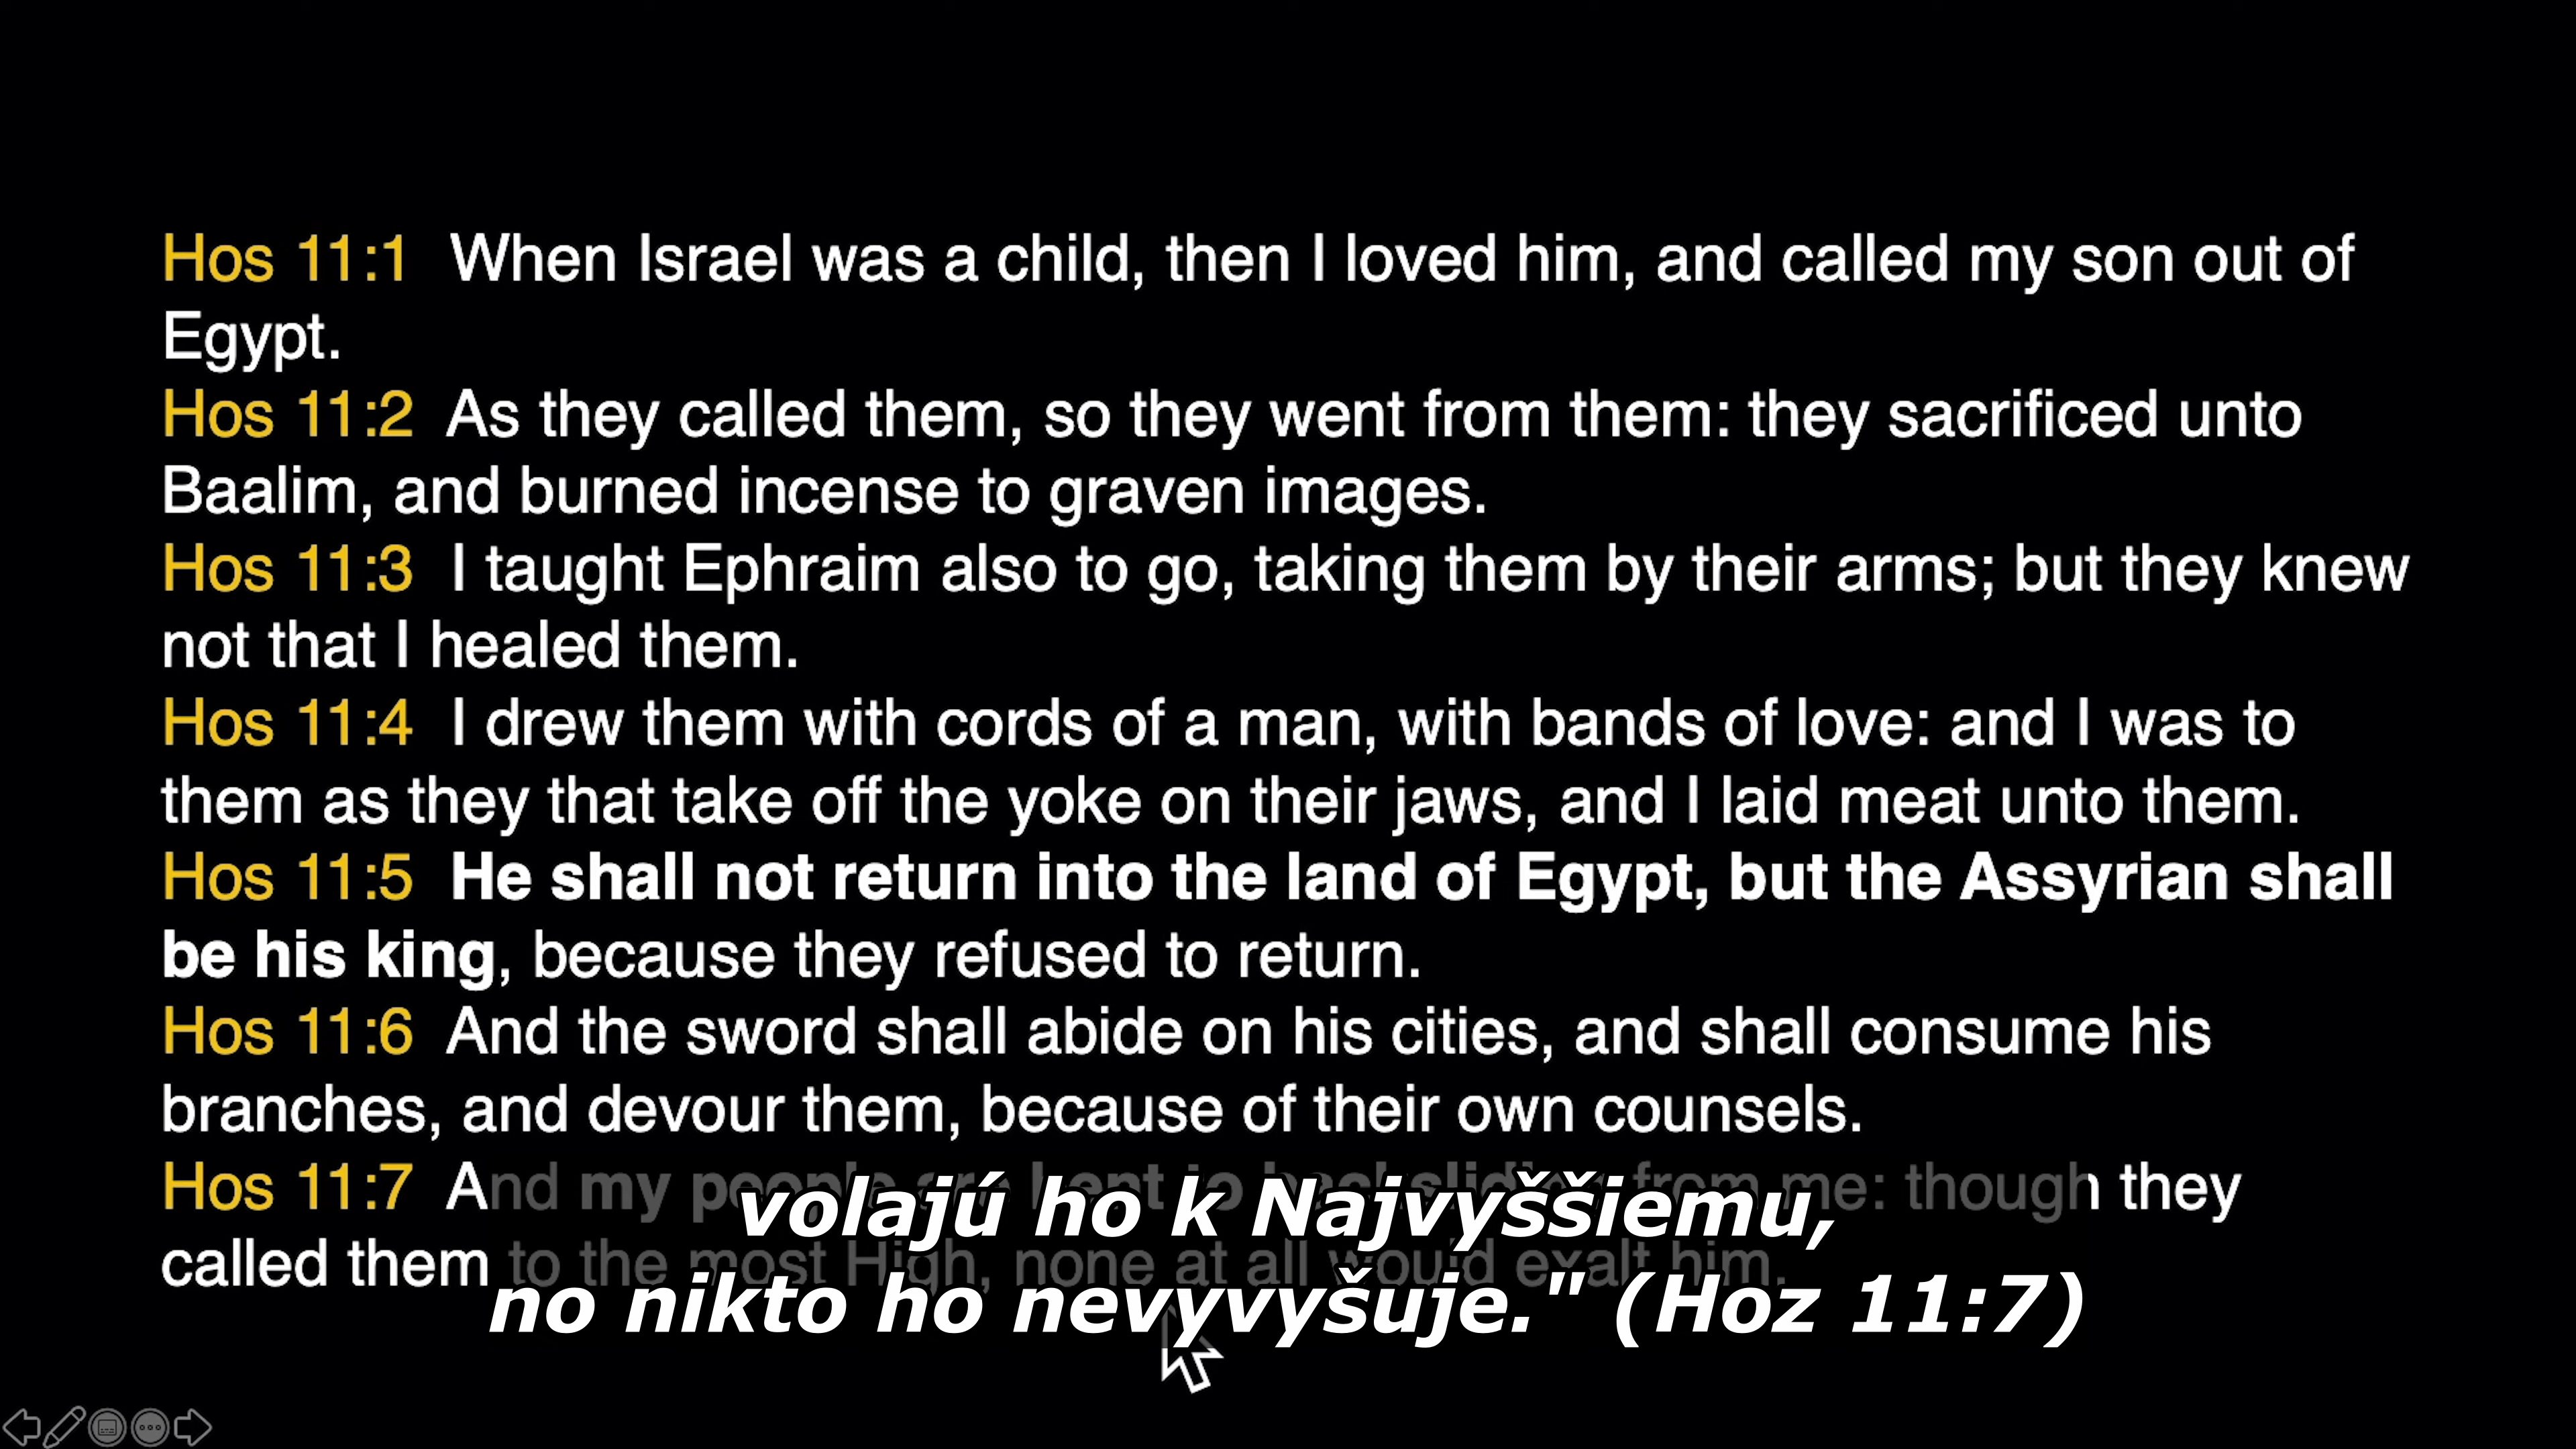 Hos 11:1 When Israel was a child, then I loved him, and called my son out of
Egypt.
Hos 11:2 As they called them, so they went from them: they sacrificed unto
Baalim, and burned incense to graven images.
Hos 11:3 I taught Ephraim also to go, taking them by their arms; but they knew
not that I healed them.
Hos 11:4 I drew them with cords of a man, with bands of love: and I was to
them as they that take off the yoke on their jaws, and I laid meat unto them.
Hos 11:5 He shall not return into the land of Egypt, but the Assyrian shall
be his king, because they refused to return.
Hos 11:6 And the sword shall abide on his cities, and shall consume his
branches, and devour them, because of their own counsels.
Hos 11:7 And my people are bent to backsliding from me: though they
called them to the most High, none at all would exalt him.
volajú ho k Najvyššiemu,
no nikto ho nevyvyšuje." (Hoz 11:7)